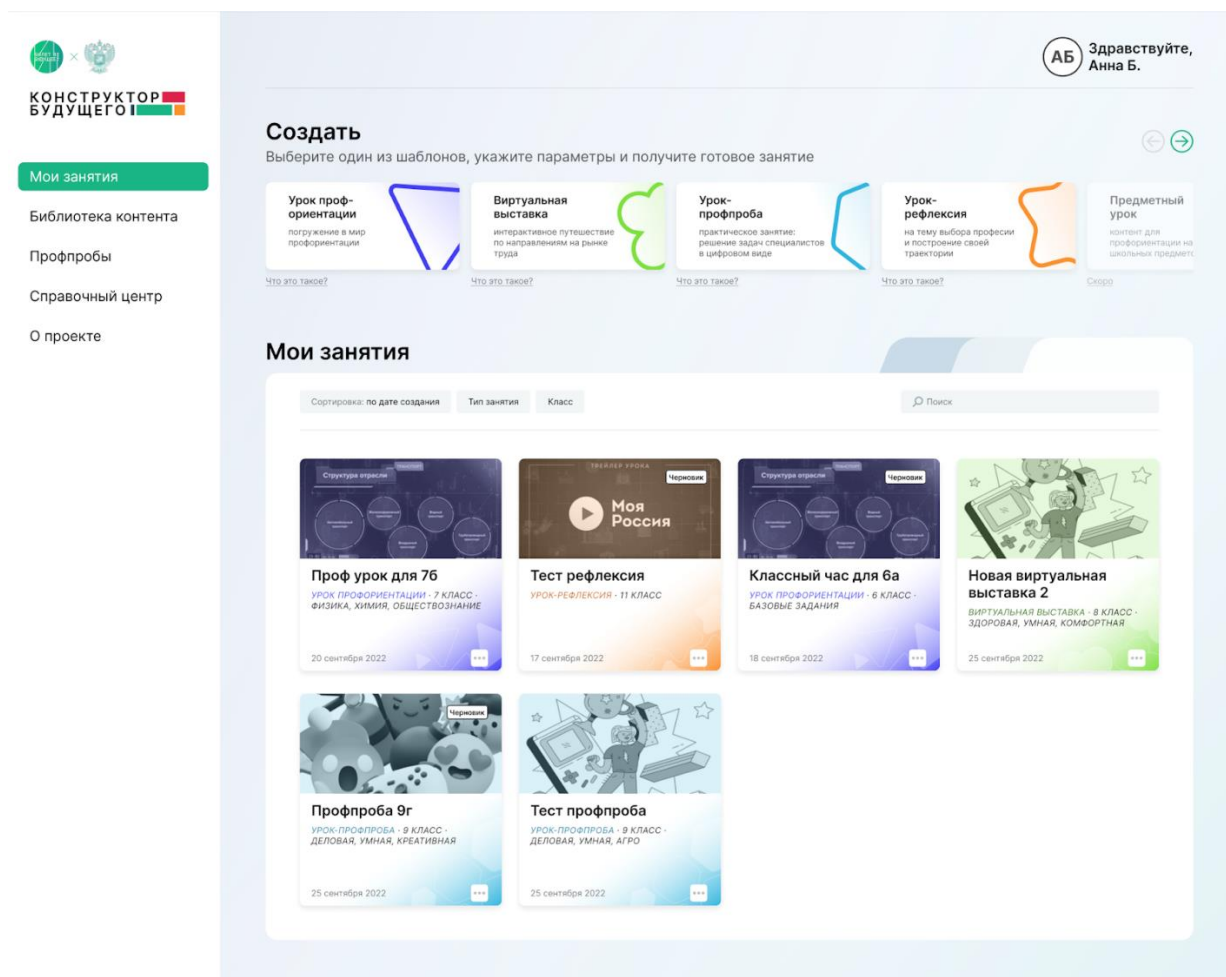 КОНСТРУКТОР
БУДУЩЕГО
Мои занятия
Библиотека контента
Профпробы
Справочный центр
О проекте
АБ
Здравствуйте,
Анна Б.
Создать
Выберите один из шаблонов, укажите параметры и получите готовое занятие
Урок проф-
ориентации
погружение в мир
профориентации
Что это такое?
Виртуальная
выставка
интерактивное путешествие
по направлениям на рынке
труда
Что это такое?
Урок-
профпроба
практическое занятие:
решение задач специалистов
в цифровом виде
Что это такое?
Урок-
рефлексия
на тему выбора професии
и построение своей
траектории
Что это такое?
Предметный
урок
контент для
профориентации на
школьных предмето
Скоро
Мои занятия
Сортировка: по дате создания
Тип занятия
Класс
Поиск
Структура отрасли
Проф урок для 7б
УРОК ПРОФОРИЕНТАЦИИ · 7 КЛАСС ·
ФИЗИКА, ХИМИЯ, ОБЩЕСТВОЗНАНИЕ
20 сентября 2022
ТРЕЙЛЕР УРОКА
Черновик
Моя
Россия
Тест рефлексия
УРОК-РЕФЛЕКСИЯ · 11 КЛАСС
17 сентября 2022
Структура отрасли
Черновик
Классный час для 6а
УРОК ПРОФОРИЕНТАЦИИ · 6 КЛАСС ·
БАЗОВЫЕ ЗАДАНИЯ
18 сентября 2022
Новая виртуальная
выставка 2
ВИРТУАЛЬНАЯ ВЫСТАВКА · 8 КЛАСС ·
ЗДОРОВАЯ, УМНАЯ, КОМФОРТНАЯ
25 сентября 2022
Черновик
Профпроба 9г
УРОК-ПРОФПРОБА · 9 КЛАСС ·
ДЕЛОВАЯ, УМНАЯ, КРЕАТИВНАЯ
25 сентября 2022
Тест профпроба
УРОК-ПРОФПРОБА · 9 КЛАСС ·
ДЕЛОВАЯ, УМНАЯ, АГРО
25 сентября 2022